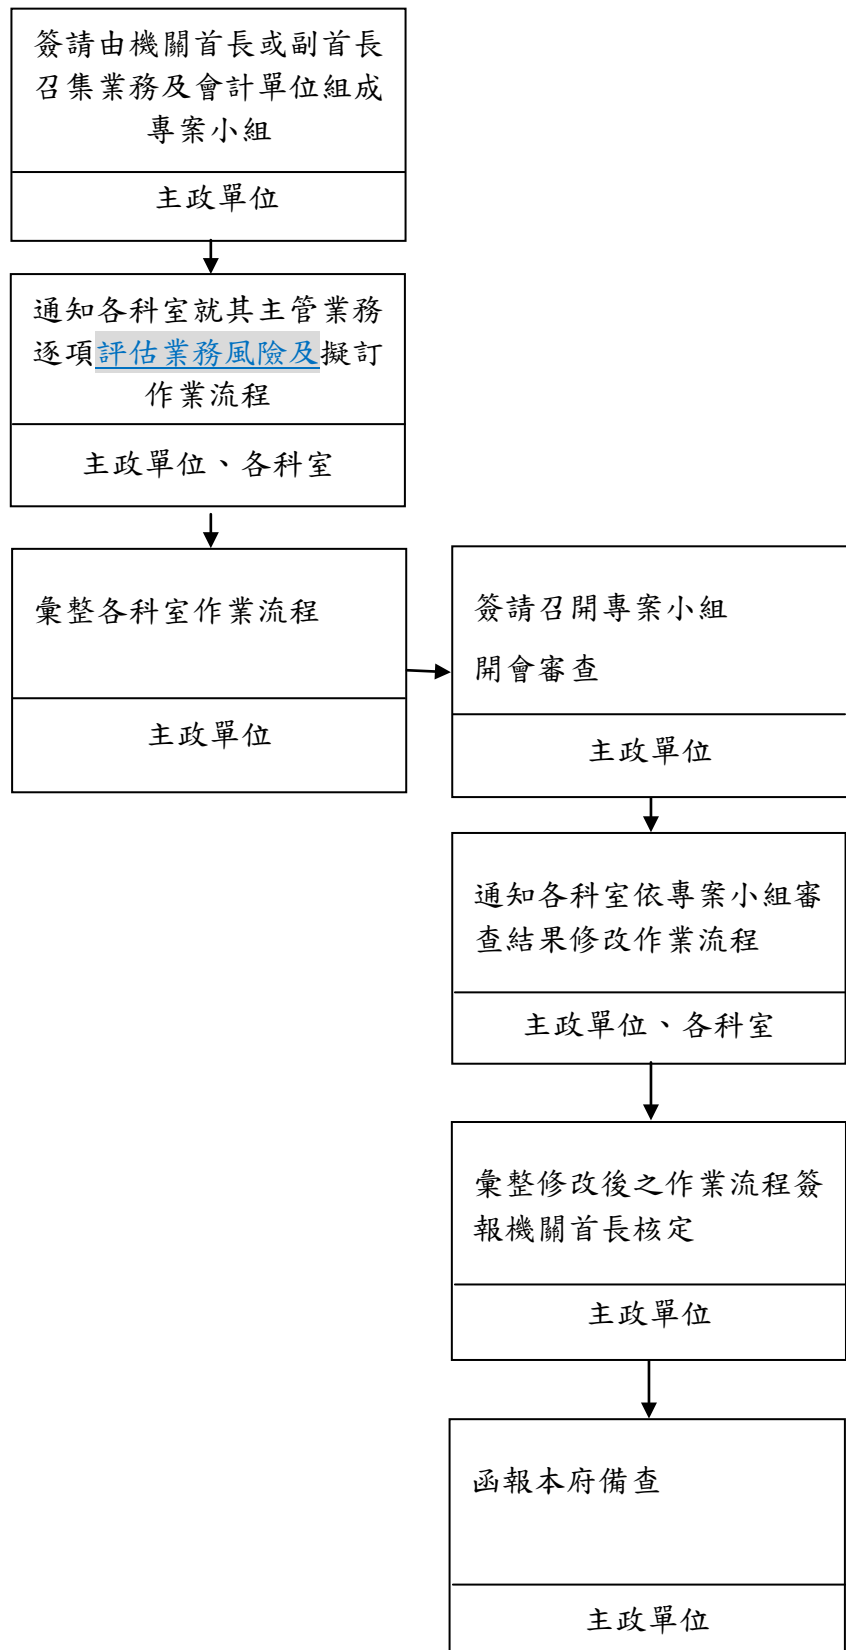 簽請由機關首長或副首長
召集業務及會計單位組成
專案小組
主政單位
通知各科室就其主管業務
逐項評估業務風險及擬訂
作業流程
主政單位、各科室
彙整各科室作業流程
主政單位
簽請召開專案小組
開會審查
主政單位
通知各科室依專案小組審
查結果修改作業流程
主政單位、各科室
彙整修改後之作業流程簽
報機關首長核定
主政單位
函報本府備查
主政單位